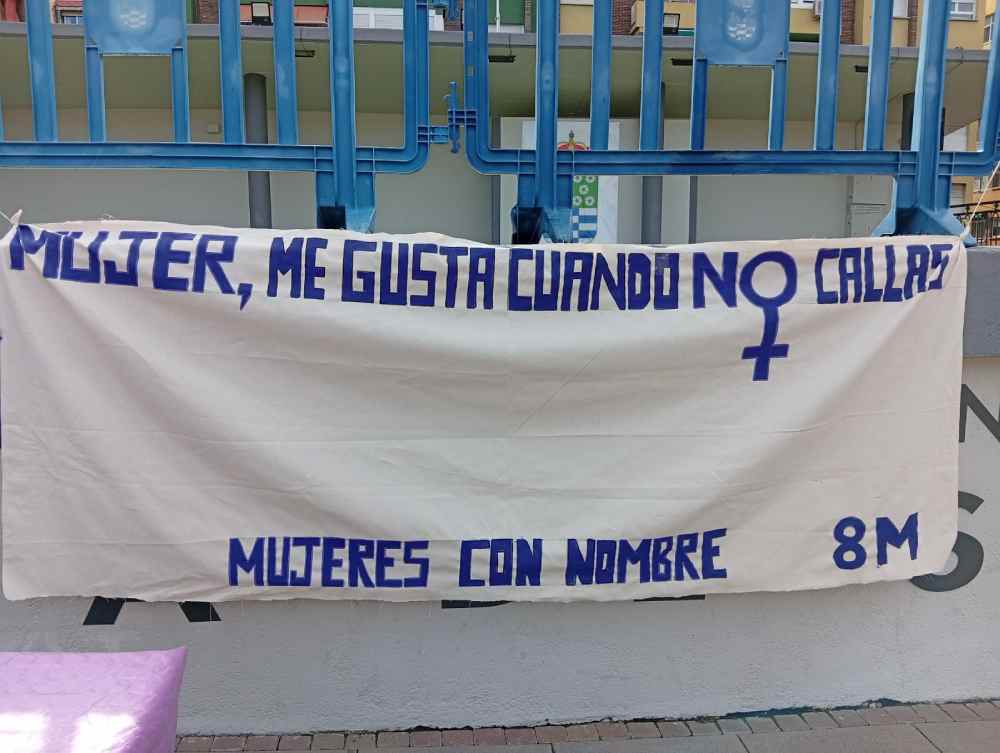 MUJER, ME GUSTA CUANDO NO CALLAS
MUJERES CON NOMBRE 8M